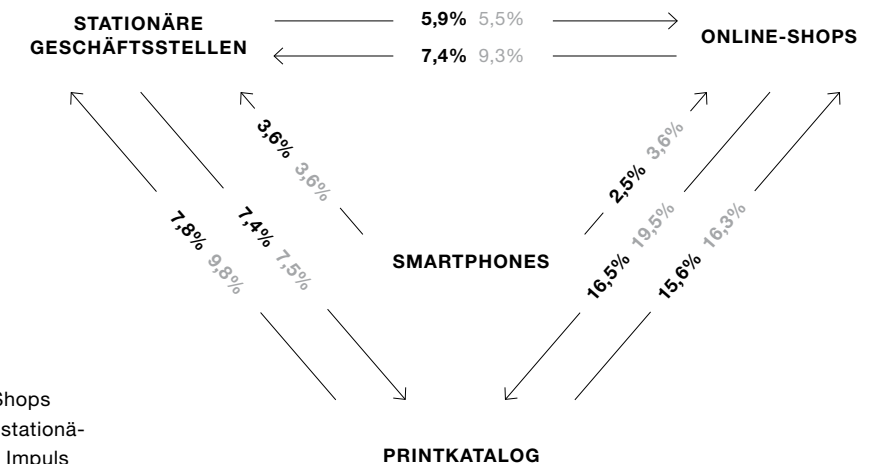 STATIONÄRE
GESCHÄFTSSTELLEN
5,9% 5,5%
7,4% 9,3%
ONLINE-SHOPS
3,6% 3,6%
2,5% 3,6%
7,8% 9,8%
7,4% 7,5%
SMARTPHONES
16,5% 19,5%
15,6% 16,3%
Shops
stationä-
Impuls
PRINTKATALOG